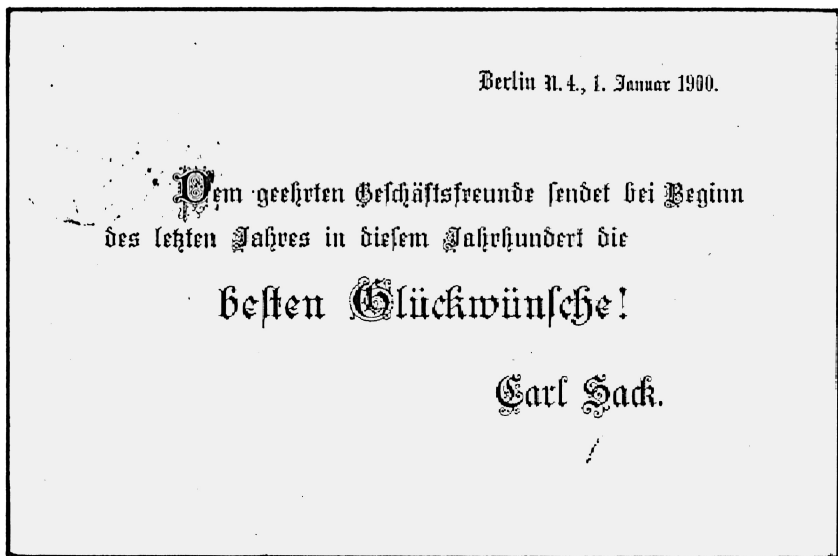 Berlin N. 4., 1. Januar 1900.
Dem geehrten Geschäftsfreunde sendet bei Beginn
des letzten Jahres in diesem Jahrhundert die
besten Glückwünsche!
Carl Sack.